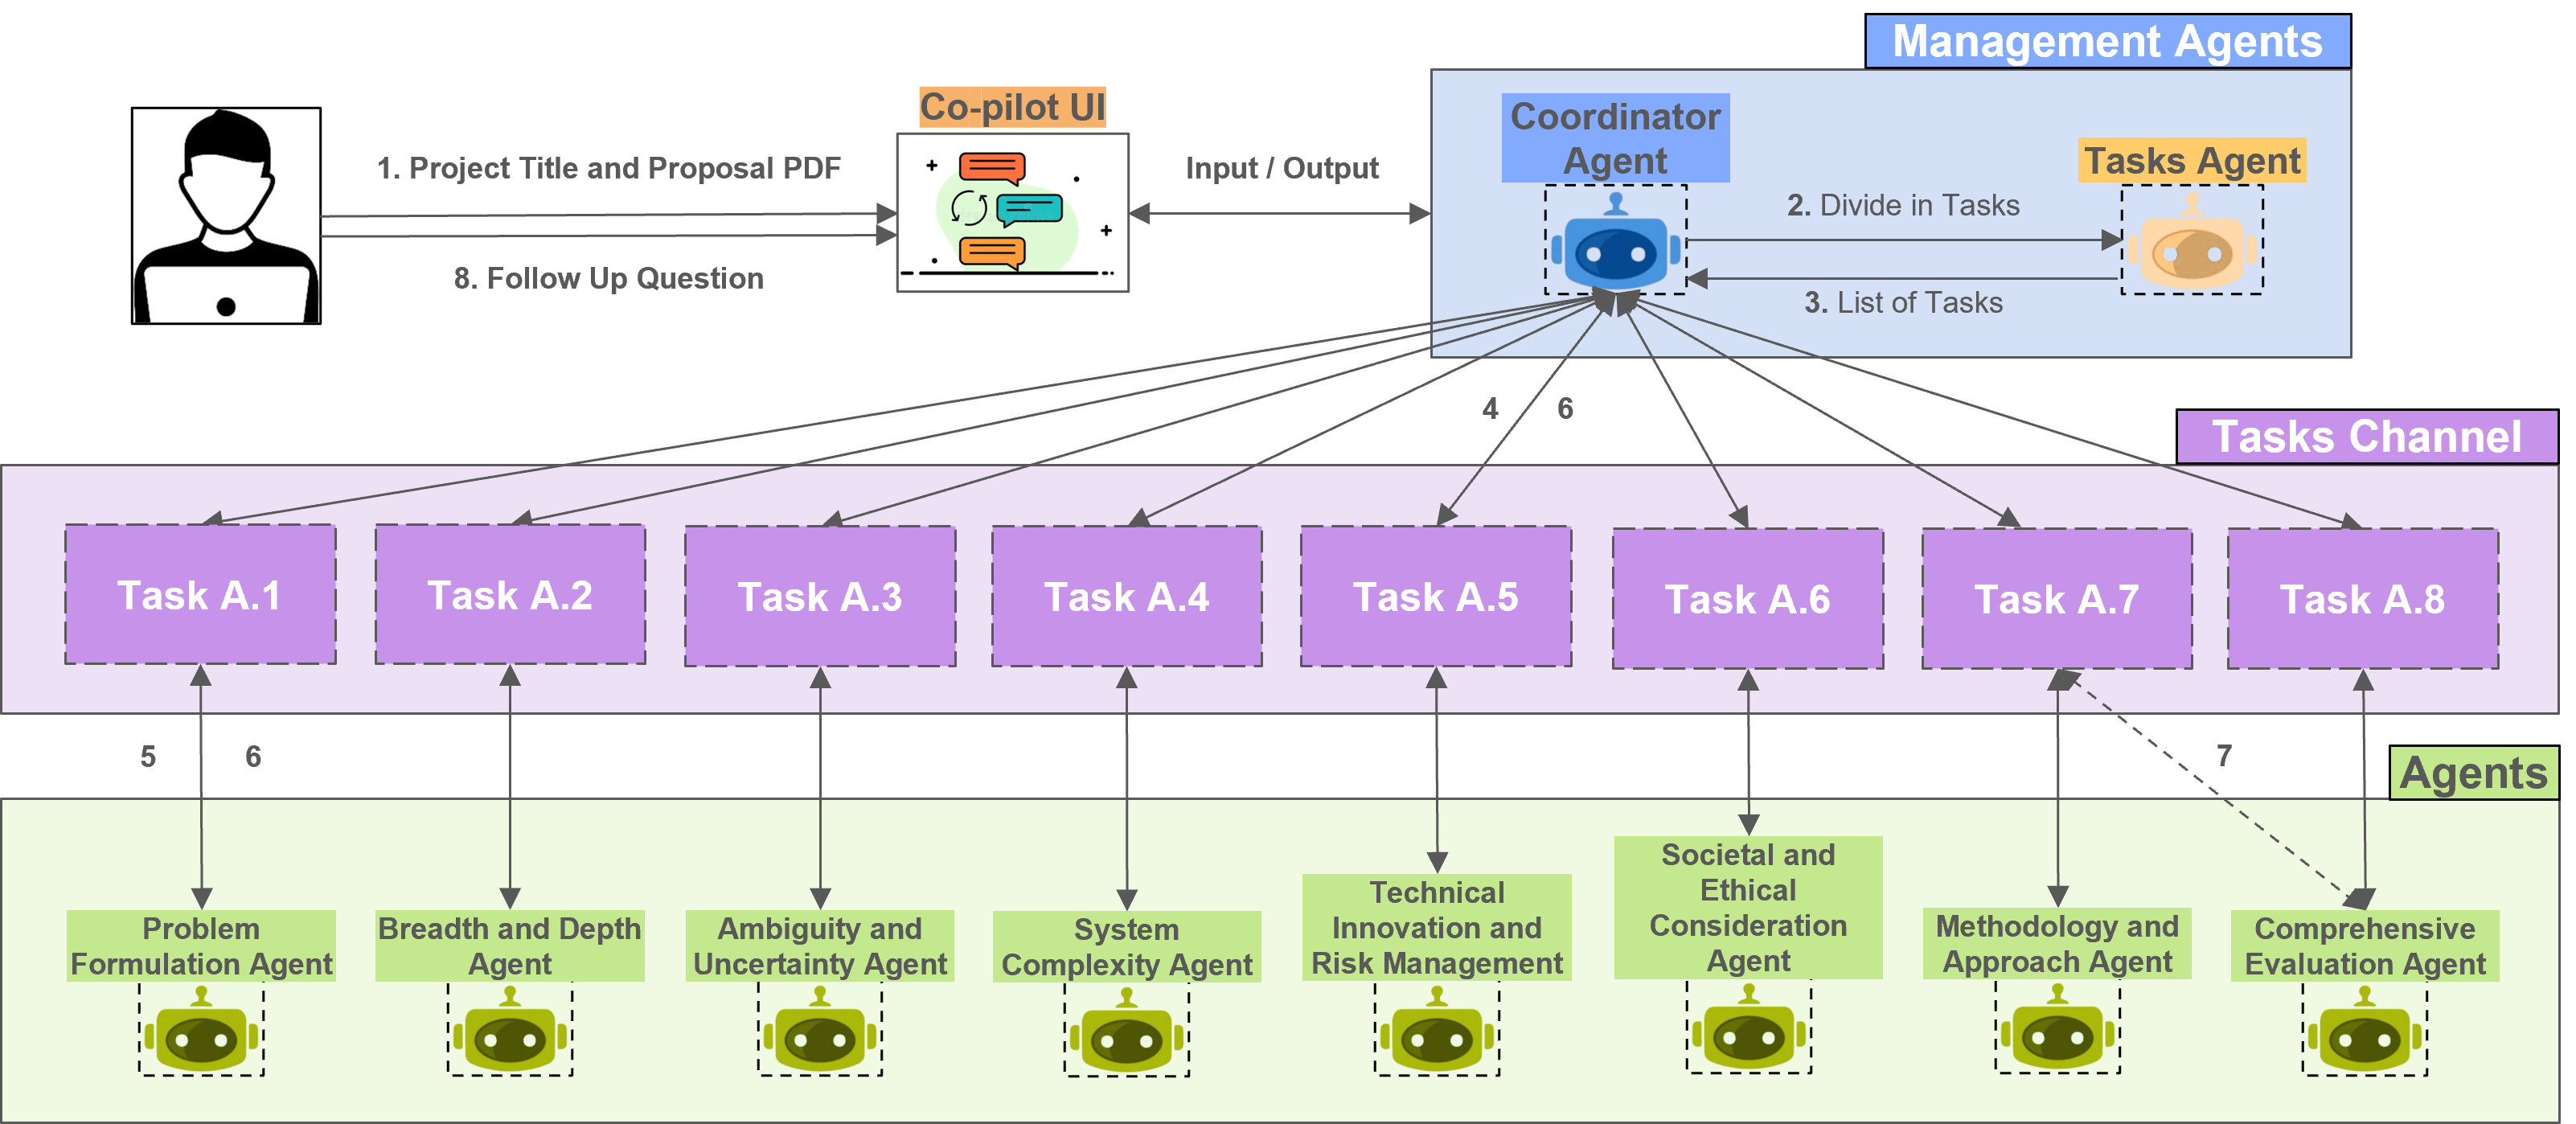 Management Agents
Co-pilot UI
Coordinator
Agent
Tasks Agent
1. Project Title and Proposal PDF
Input / Output
2. Divide in Tasks
8. Follow Up Question
3. List of Tasks
4
6
Tasks Channel
Task A.1
Task A.2
Task A.3
Task A.4
Task A.5
Task A.6
Task A.7
Task A.8
5
6
7
Agents
Problem
Formulation Agent
Breadth and Depth
Agent
Ambiguity and
Uncertainty Agent
System
Complexity Agent
Technical
Innovation and
Risk Management
Societal and
Ethical
Consideration
Agent
Methodology and
Approach Agent
Comprehensive
Evaluation Agent